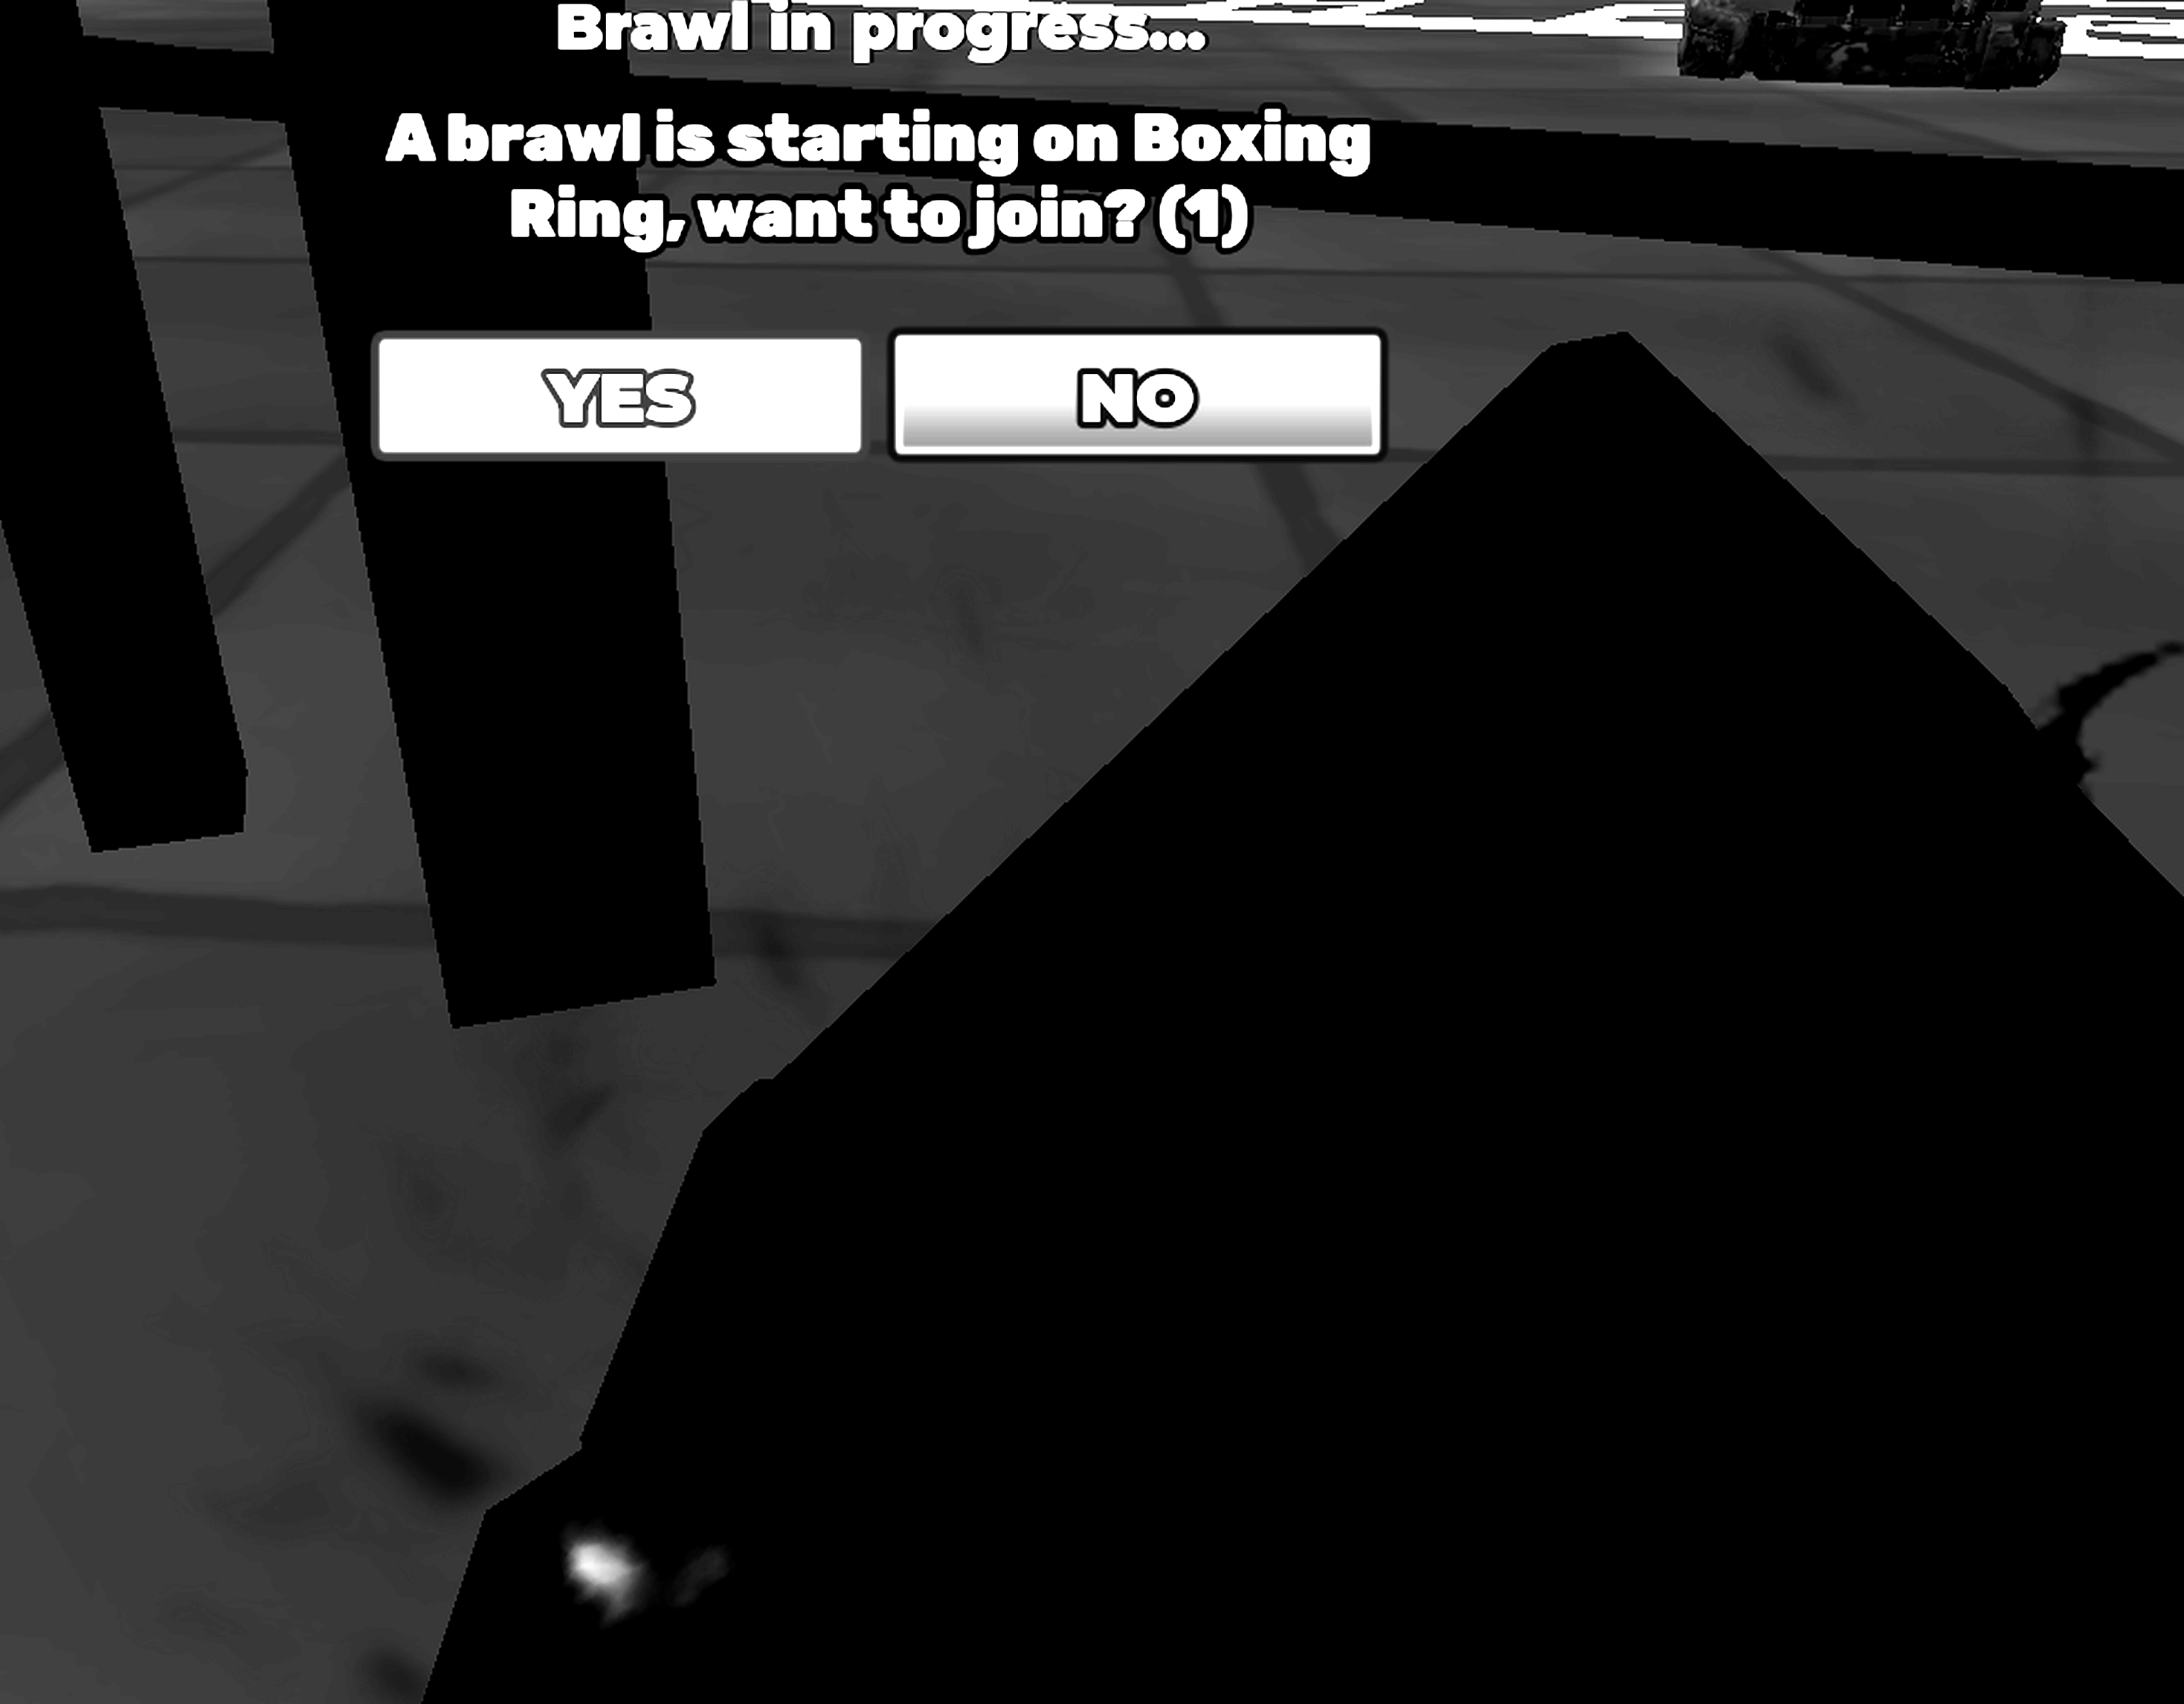 Brawl in progress...
A brawl is starting on Boxing
Ring, want to join? (1)
YES
NO